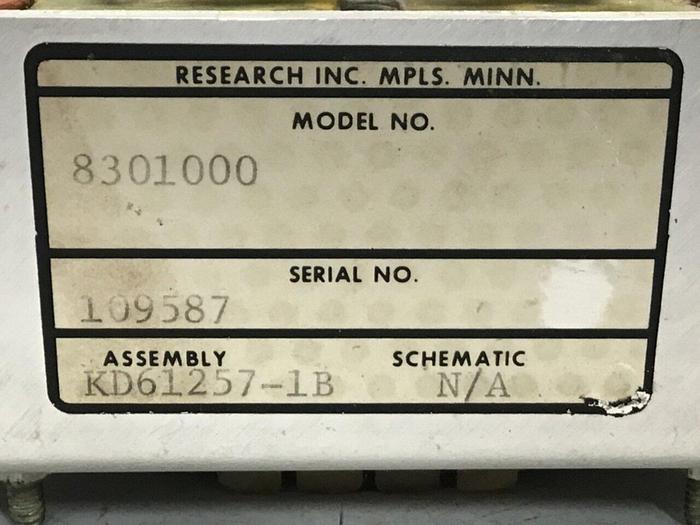 RESEARCH INC. MPLS. MINN.
MODEL NO.
8301000
SERIAL NO.
109587
ASSEMBLY SCHEMATIC
KD61257-1B N/A